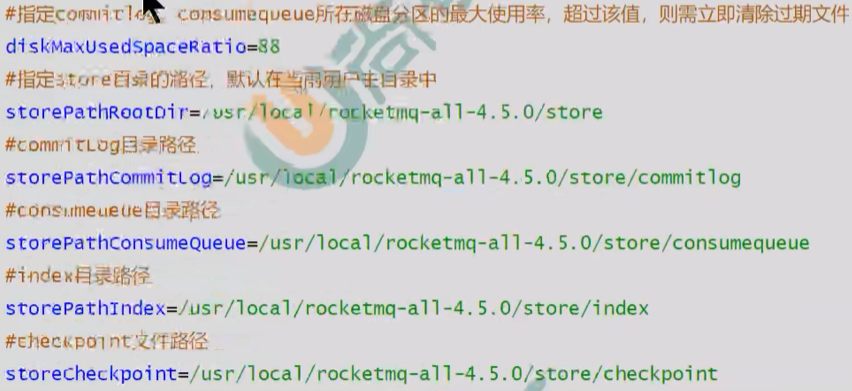 #指定commitlog、consumequeue所在磁盘分区的最大使用率，超过该值，则需立即清除过期文件
diskMaxUsedSpaceRatio=88
#指定store目录的路径，默认在当前用户主目录中
storePathRootDir=/usr/local/rocketmq-all-4.5.0/store
#commitLog目录路径
storePathCommitLog=/usr/local/rocketmq-all-4.5.0/store/commitlog
#consumequeue目录路径
storePathConsumeQueue=/usr/local/rocketmq-all-4.5.0/store/consumequeue
#index目录路径
storePathIndex=/usr/local/rocketmq-all-4.5.0/store/index
#checkpoint文件路径
storeCheckpoint=/usr/local/rocketmq-all-4.5.0/store/checkpoint